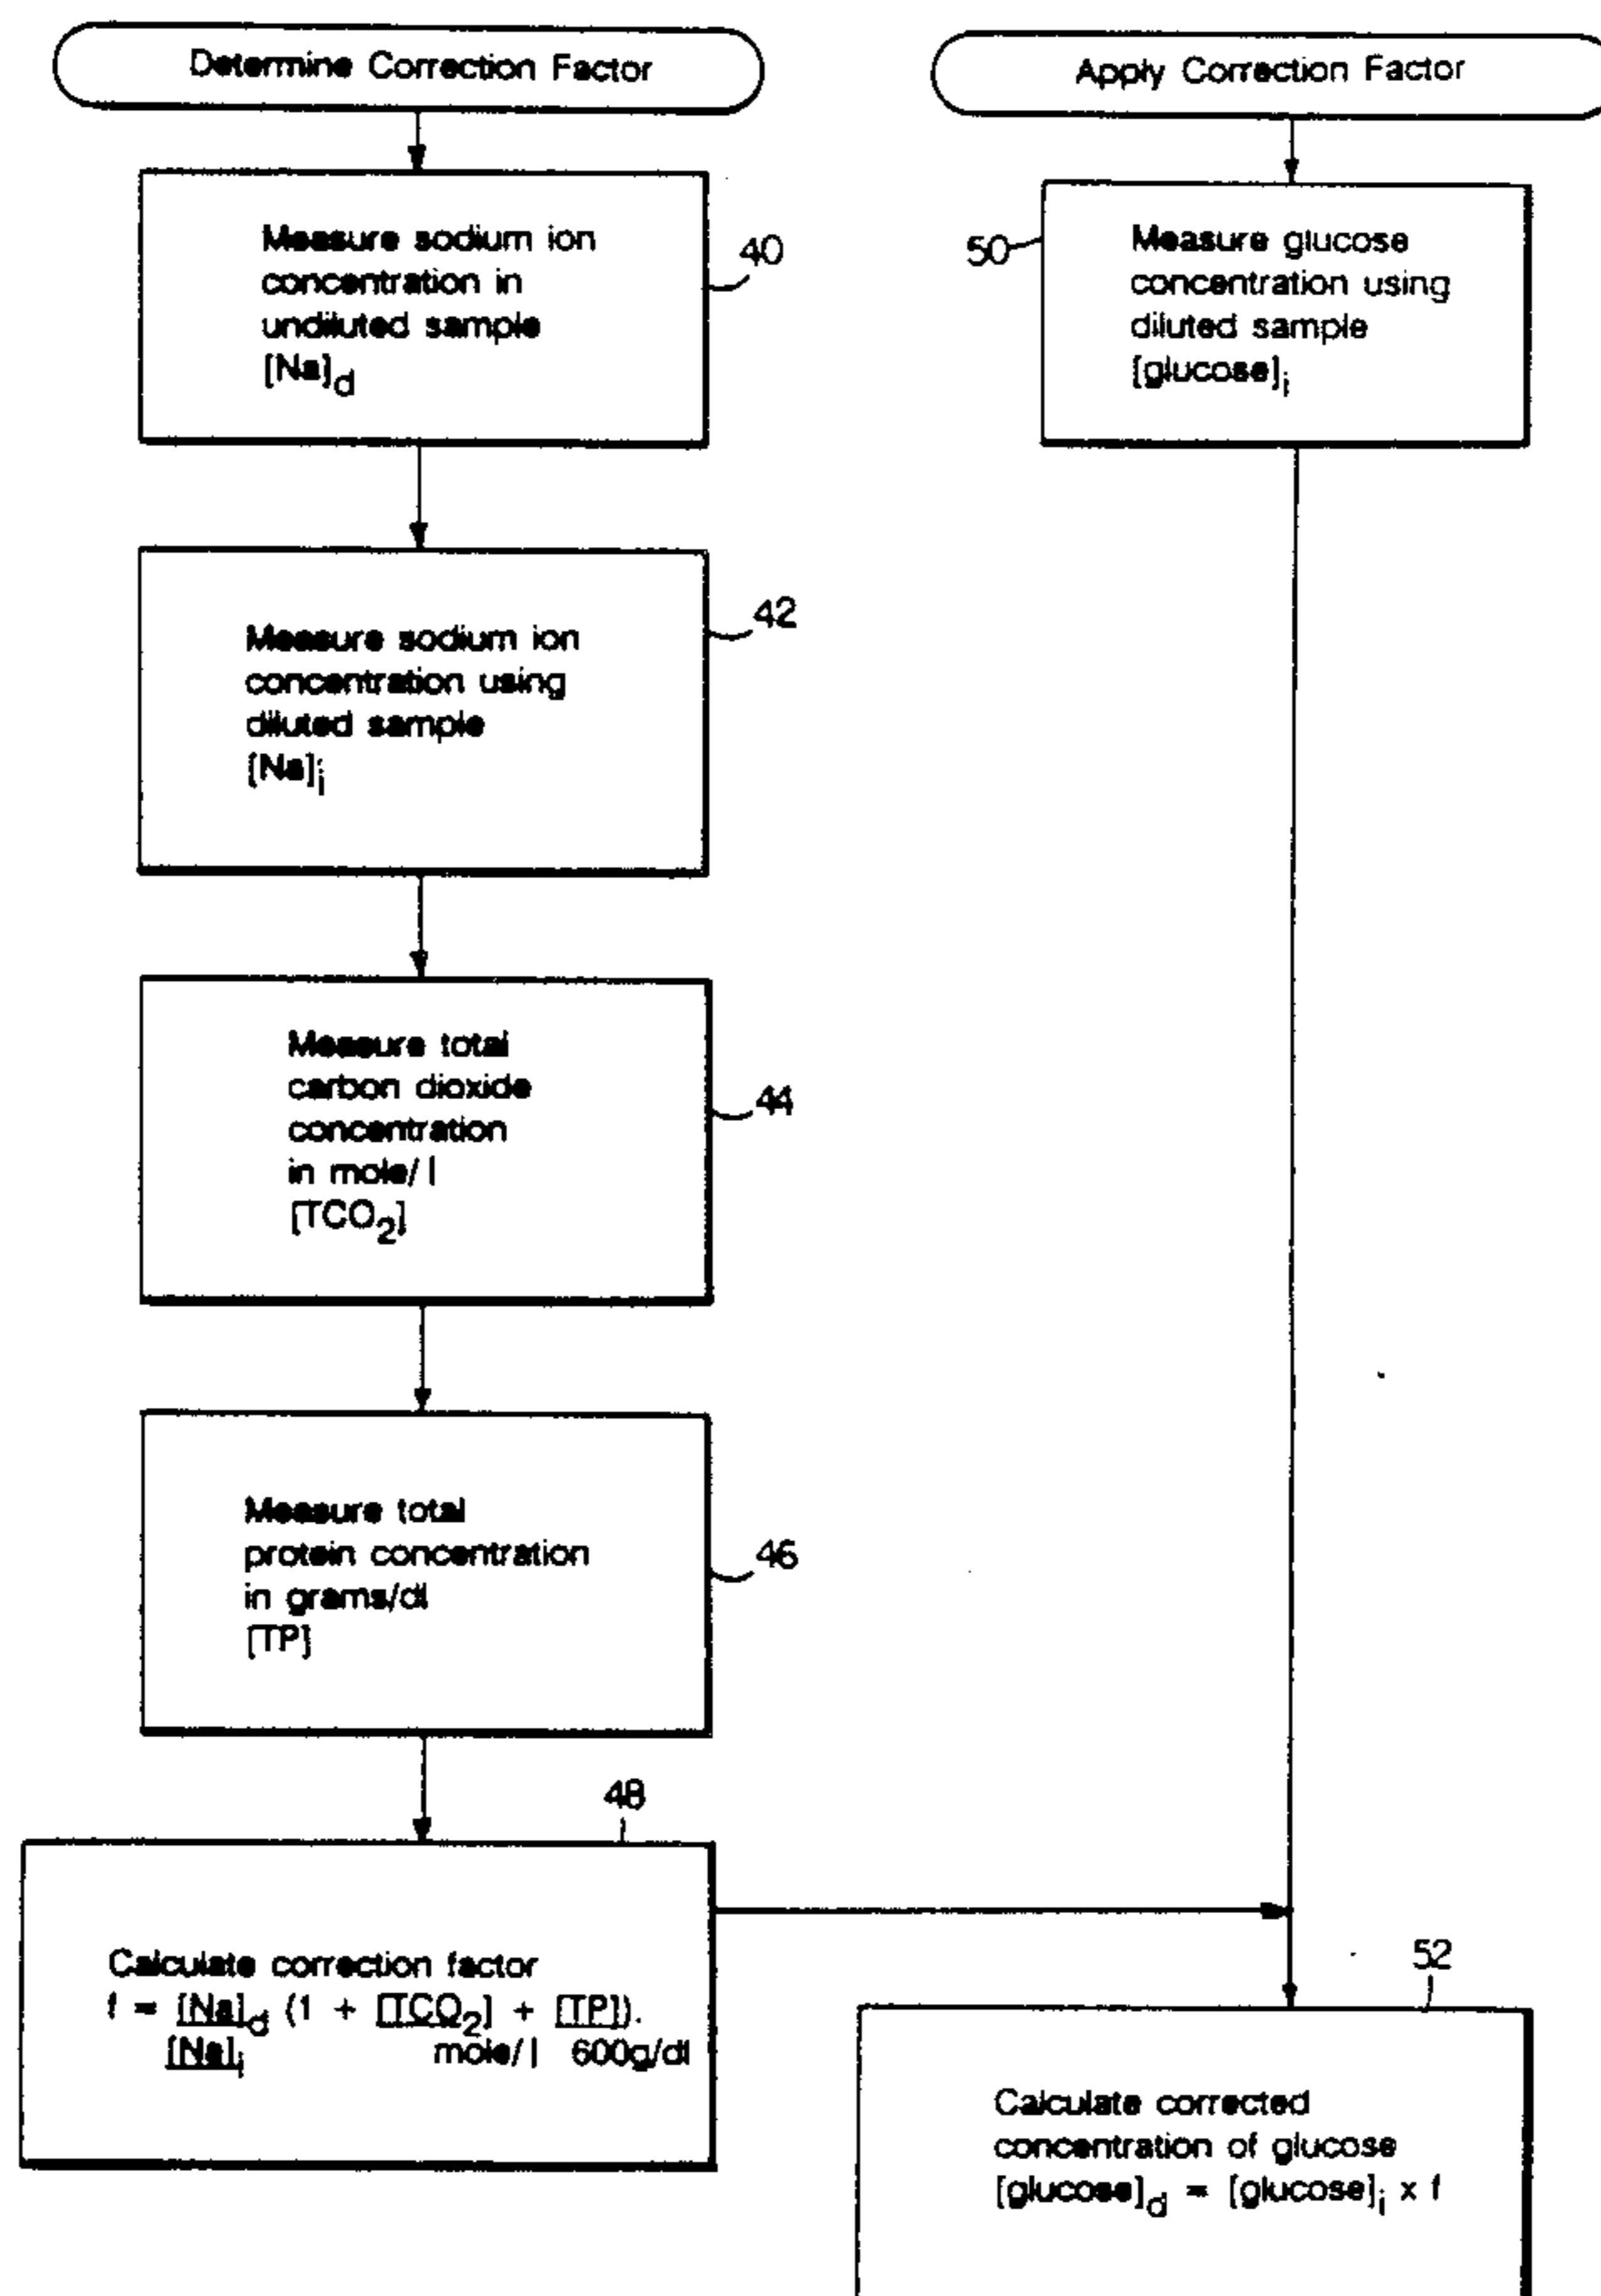 Determine Correction Factor
Measure sodium ion
concentration in
undiluted sample
[Na]d
40
Measure sodium ion
concentration using
diluted sample
[Na]i
42
Measure total
carbon dioxide
concentration
in mole/l
[TCO2]
44
Measure total
protein concentration
in grams/dl
[TP]
46
48
Calculate correction factor
f = [Na]d (1 + [TCO2] + [TP]).
[Na]i mole/l 600g/dl
Apply Correction Factor
50
Measure glucose
concentration using
diluted sample
[glucose]i
52
Calculate corrected
concentration of glucose
[glucose]d = [glucose]i x f